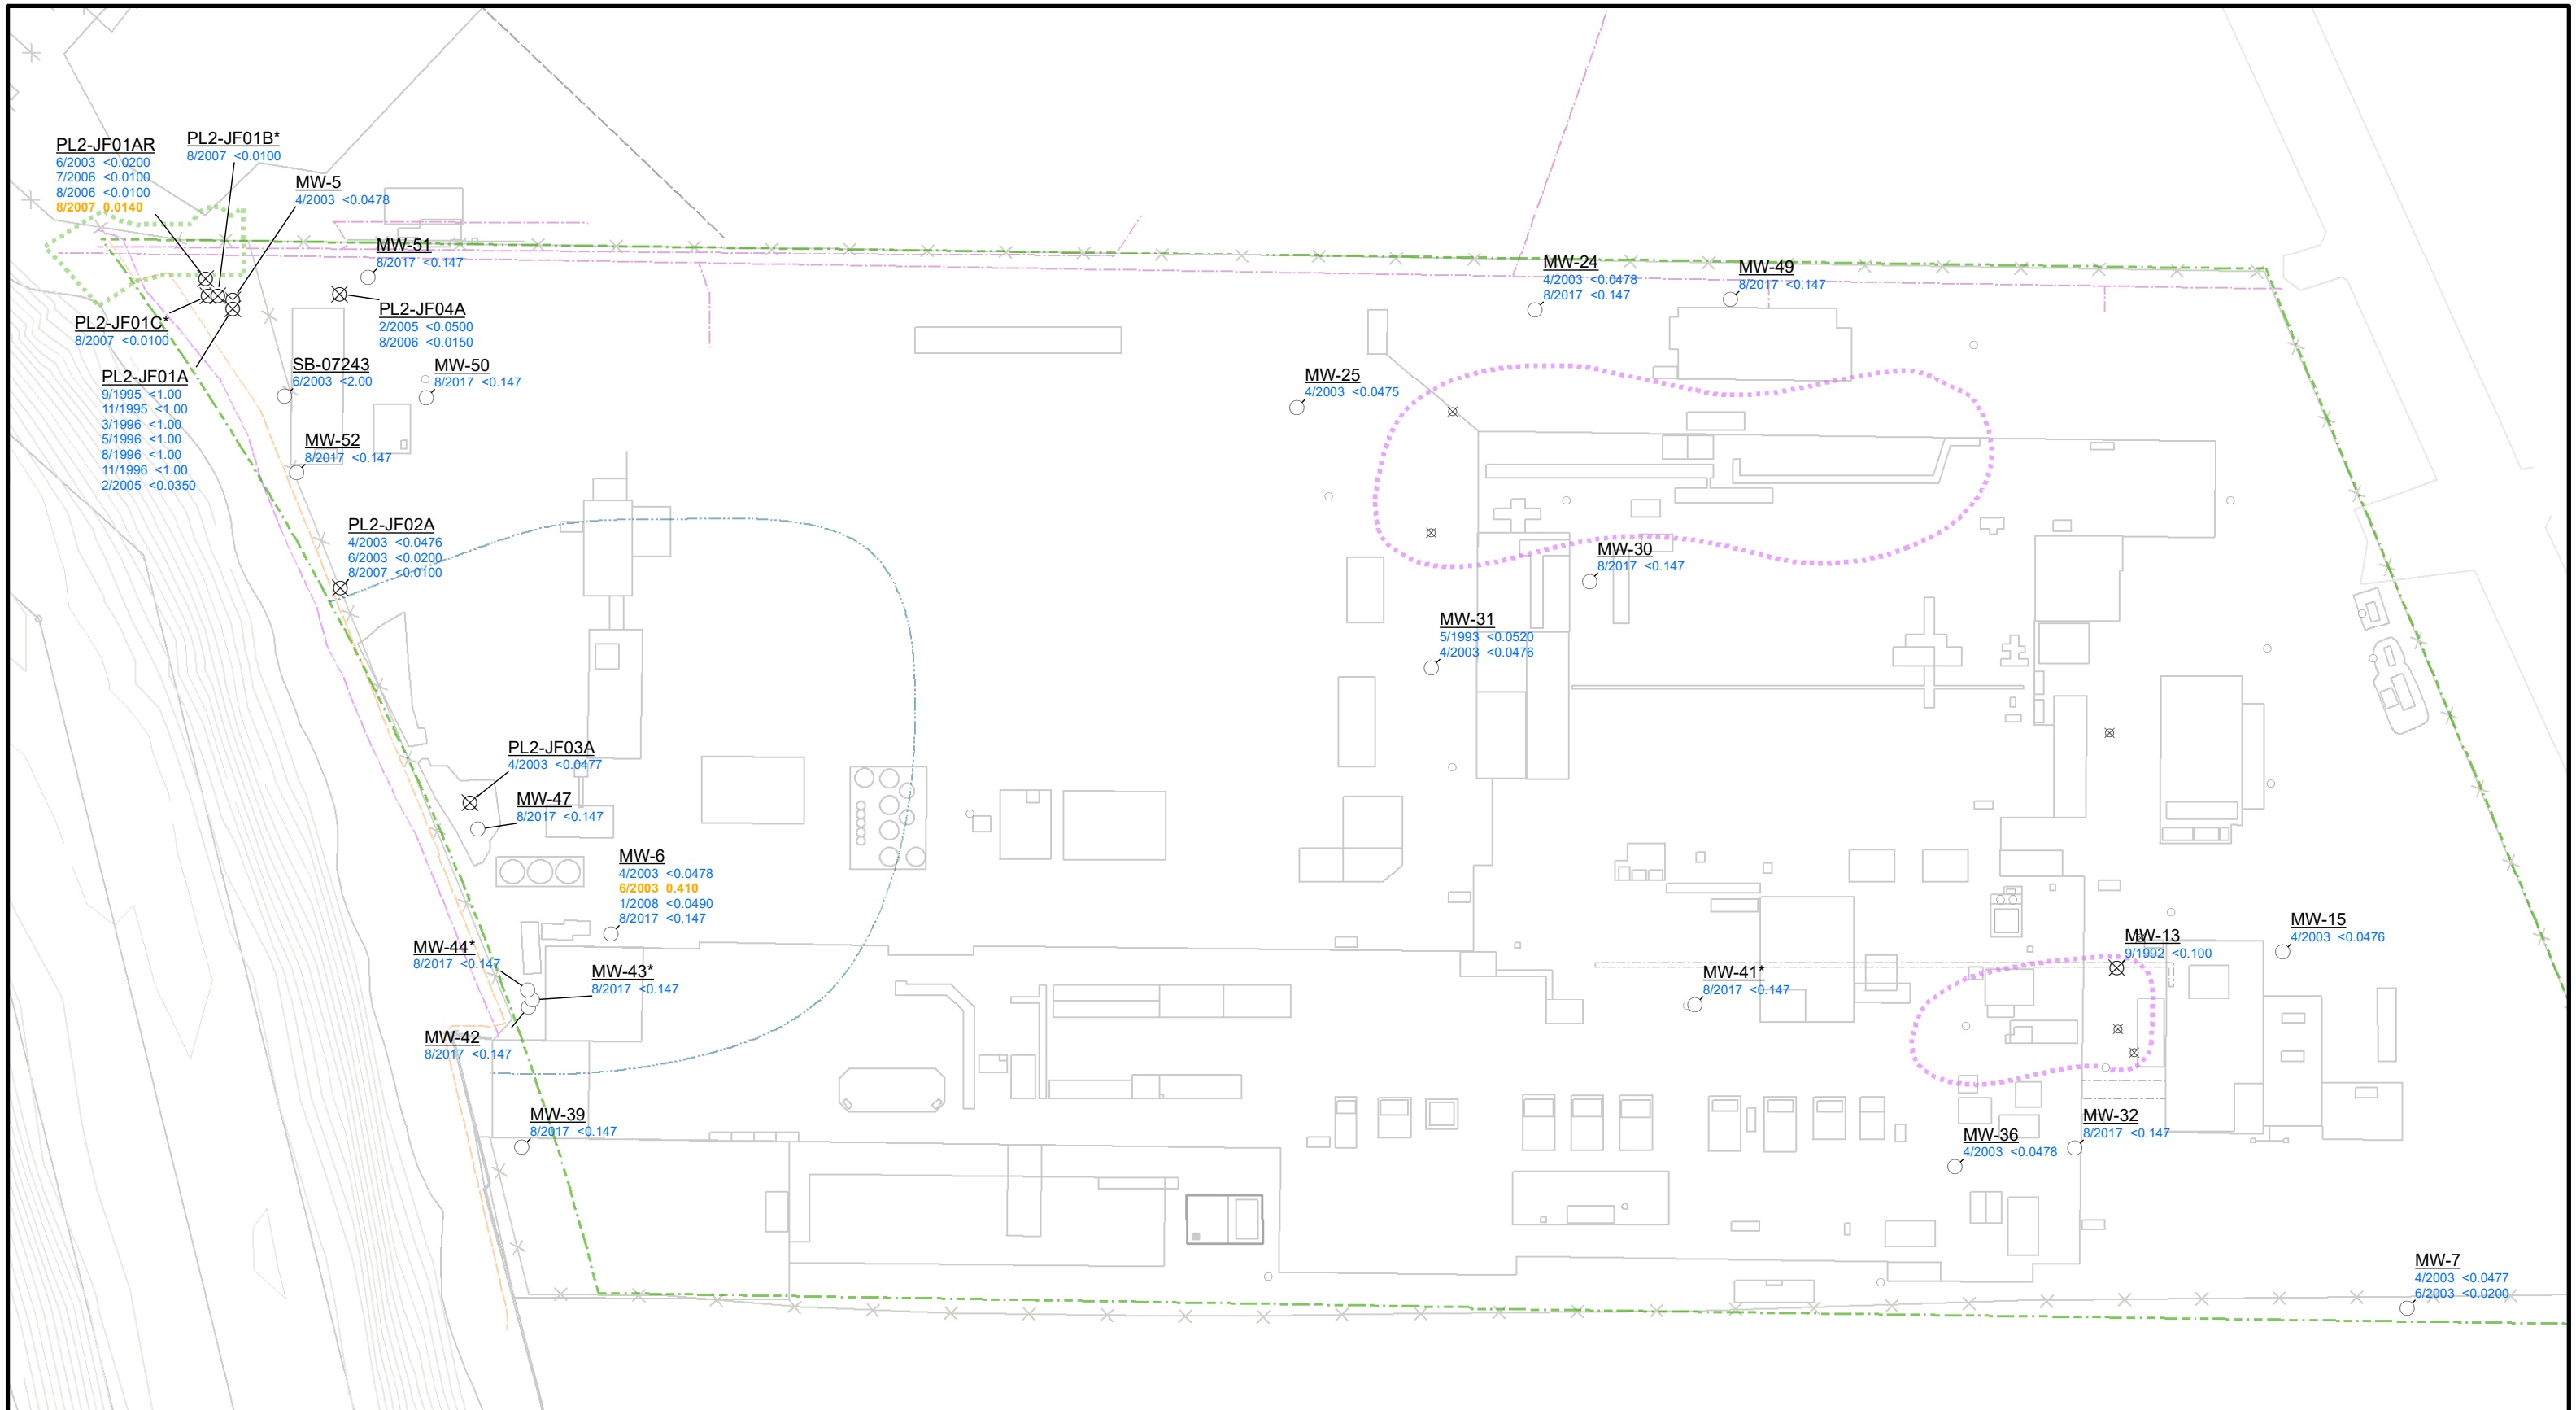 PL2-JF01AR
6/2003 <0.0200
7/2006 <0.0100
8/2006 <0.0100
8/2007 0.0140
PL2-JF01B*
8/2007 <0.0100
MW-5
4/2003 <0.0478
MW-51
8/2017 <0.147
PL2-JF04A
2/2005 <0.0500
8/2006 <0.0150
PL2-JF01C*
8/2007 <0.0100
PL2-JF01A
9/1995 <1.00
11/1995 <1.00
3/1996 <1.00
5/1996 <1.00
8/1996 <1.00
11/1996 <1.00
2/2005 <0.0350
SB-07243
6/2003 <2.00
MW-50
8/2017 <0.147
MW-52
8/2017 <0.147
PL2-JF02A
4/2003 <0.0476
6/2003 <0.0200
8/2007 <0.0100
MW-24
4/2003 <0.0478
8/2017 <0.147
MW-49
8/2017 <0.147
MW-25
4/2003 <0.0475
MW-30
8/2017 <0.147
MW-31
5/1993 <0.0520
4/2003 <0.0476
PL2-JF03A
4/2003 <0.0477
MW-47
8/2017 <0.147
MW-6
4/2003 <0.0478
6/2003 0.410
1/2008 <0.0490
8/2017 <0.147
MW-44*
8/2017 <0.147
MW-43*
8/2017 <0.147
MW-42
8/2017 <0.147
MW-39
8/2017 <0.147
MW-41*
8/2017 <0.147
MW-13
9/1992 <0.100
MW-15
4/2003 <0.0476
MW-32
8/2017 <0.147
MW-36
4/2003 <0.0478
MW-7
4/2003 <0.0477
6/2003 <0.0200